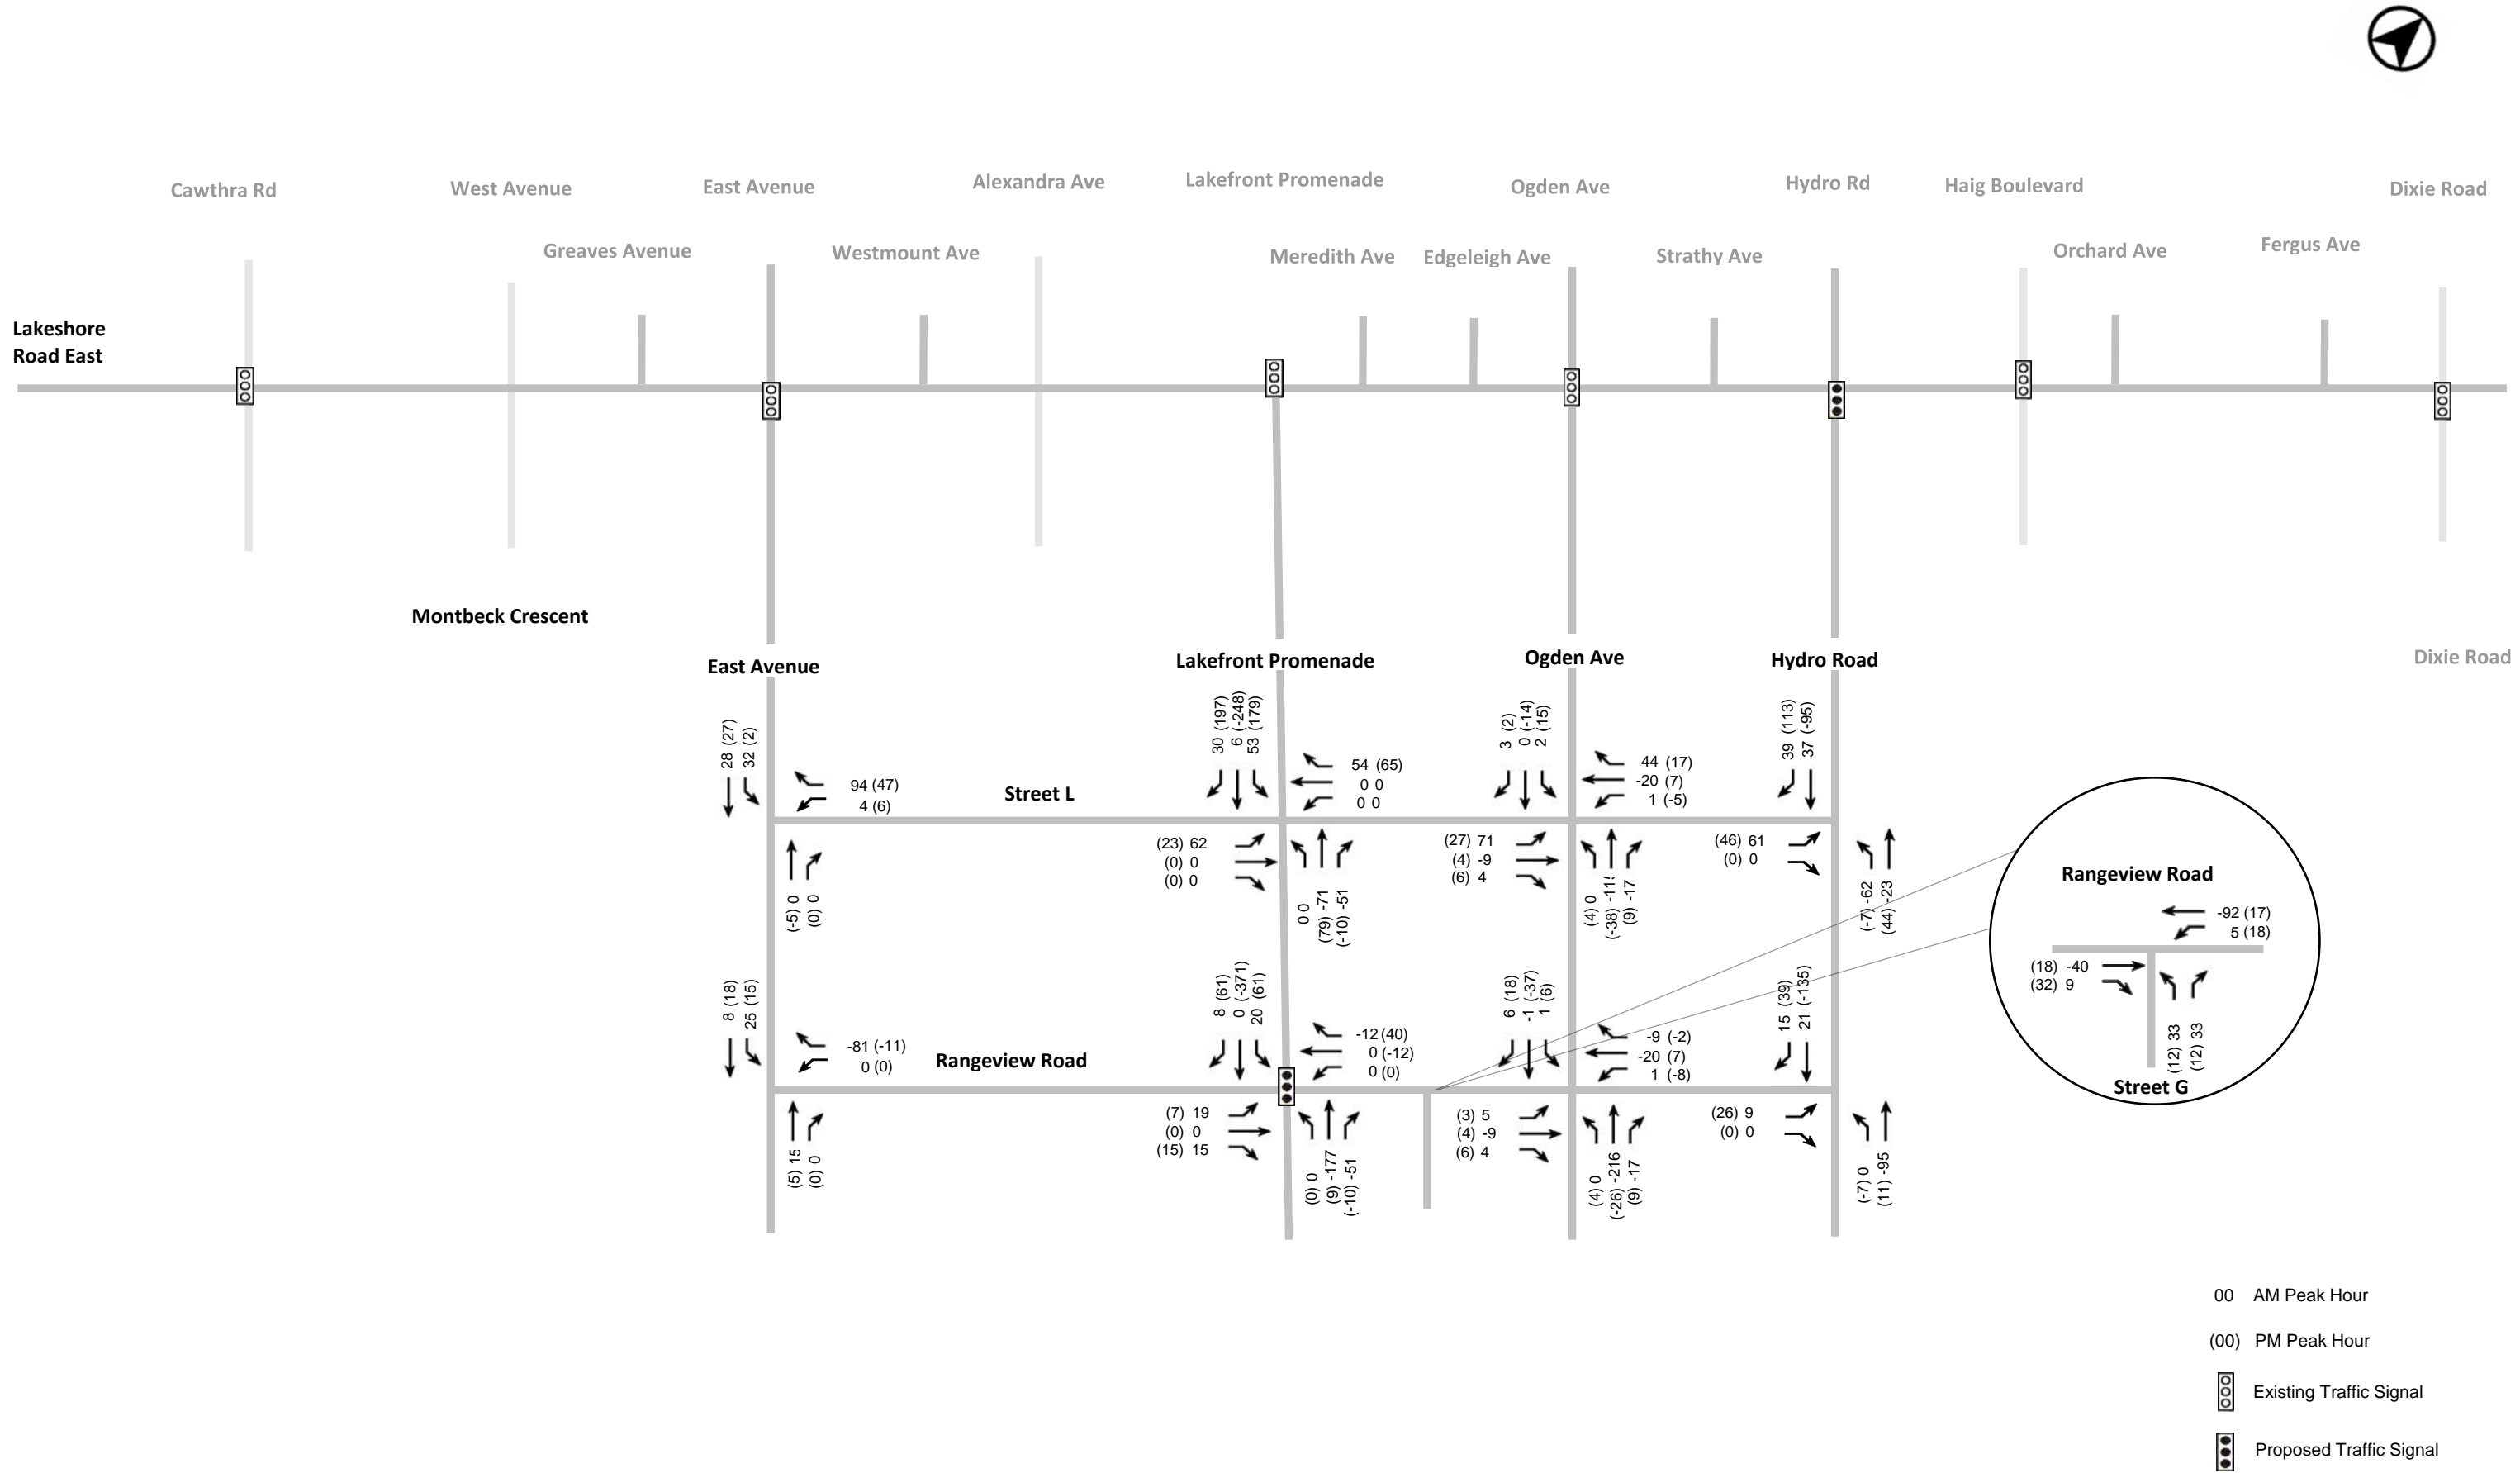 Cawthra Rd
West Avenue
East Avenue
Alexandra Ave
Lakefront Promenade
Ogden Ave
Hydro Rd
Haig Boulevard
Dixie Road
Greaves Avenue
Westmount Ave
Meredith Ave
Edgeleigh Ave
Strathy Ave
Orchard Ave
Fergus Ave
Lakeshore
Road East
Montbeck Crescent
East Avenue
Lakefront Promenade
Ogden Ave
Hydro Road
Dixie Road
28 (27)
32 (2)
94 (47)
4 (6)
Street L
30 (197)
6 (-248)
53 (179)
54 (65)
0 0
0 0
3 (2)
0 (-14)
2 (15)
44 (17)
-20 (7)
1 (-5)
39 (113)
37 (-95)
(-5) 0
(0) 0
(23) 62
(0) 0
(0) 0
0 0
(79) -71
(-10) -51
(27) 71
(4) -9
(6) 4
(4) 0
(-38)
(9) -17
(46) 61
(0) 0
(-7) -62
(44) -23
Rangeview Road
-92 (17)
5 (18)
(18) -40
(32) 9
(12) 33
(12) 33
Street G
8 (18)
25 (15)
-81 (-11)
0 (0)
Rangeview Road
8 (61)
0 (-371)
20 (61)
-12 (40)
0 (-12)
0 (0)
6 (18)
-1 (-37)
1 (6)
-9 (-2)
-20 (7)
1 (-8)
15 (39)
21 (-135)
(5) 15
(0) 0
(7) 19
(0) 0
(15) 15
(0) 0
(9) -177
(-10) -51
(3) 5
(4) -9
(6) 4
(4) 0
(-26) -216
(9) -17
(26) 9
(0) 0
(-7) 0
(11) -95
00 AM Peak Hour
(00) PM Peak Hour
Existing Traffic Signal
Proposed Traffic Signal